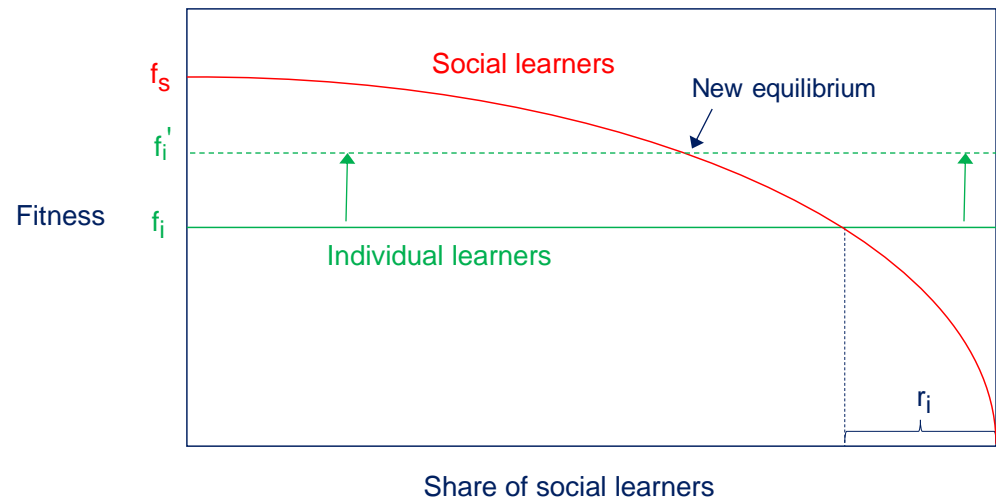 f_s
Social learners
New equilibrium
f_i'
Fitness
f_i
Individual learners
r_i
Share of social learners